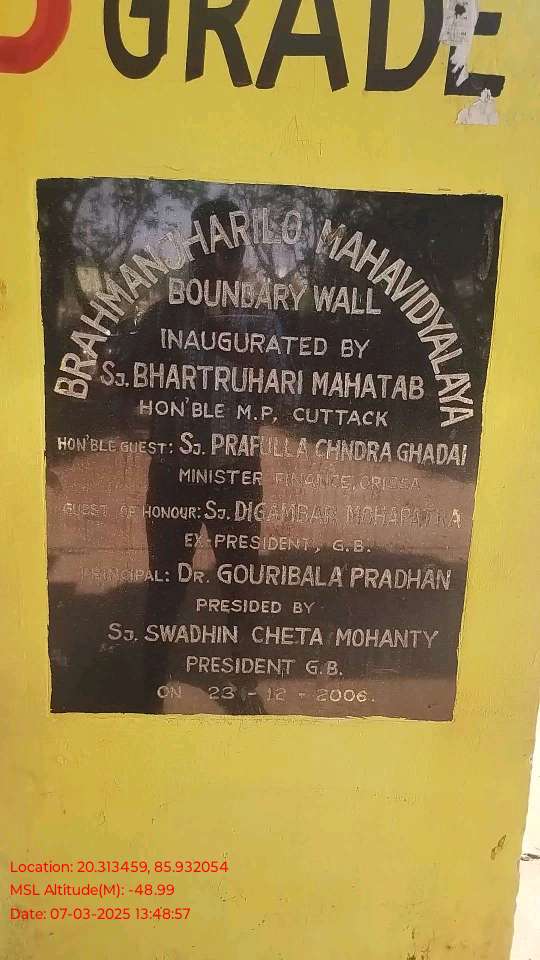 GRADE
BRAHMANJHARILO MAHAVIDYALAYA
BOUNDARY WALL
INAUGURATED BY
SJ. BHARTRUHARI MAHATAB
HON'BLE M.P, CUTTACK
HON'BLE GUEST: SJ. PRAFULLA CHNDRA GHADAI
MINISTER FINANCE, ORISSA
GUEST OF HONOUR: SJ. DIGAMBAR MOHAPATRA
EX-PRESIDENT, G.B.
PRINCIPAL: DR. GOURIBALA PRADHAN
PRESIDED BY
SJ. SWADHIN CHETA MOHANTY
PRESIDENT G.B.
ON 23-12-2006.
Location: 20.313459, 85.932054
MSL Altitude(M): -48.99
Date: 07-03-2025 13:48:57